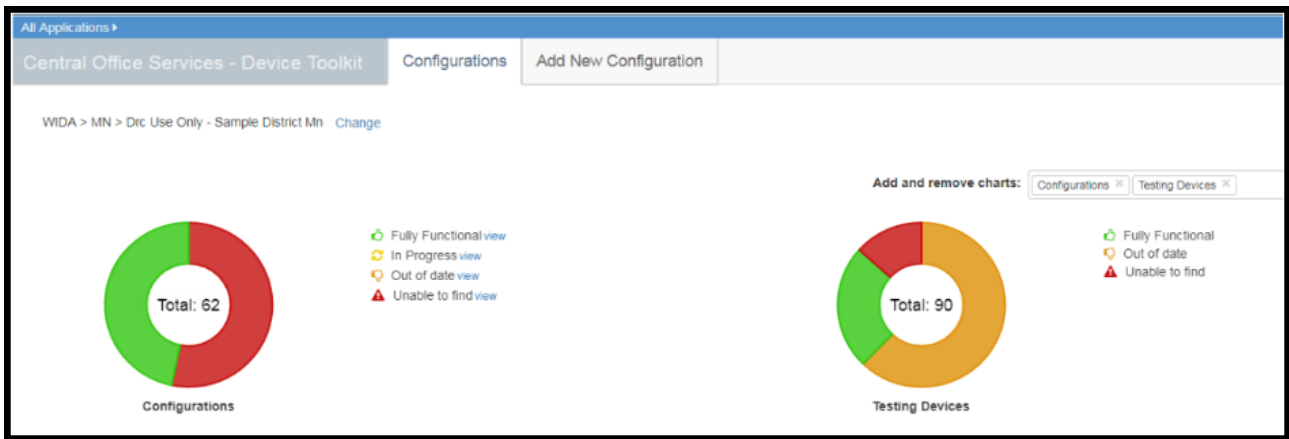 All Applications
Central Office Services - Device Toolkit
Configurations
Add New Configuration
WIDA > MN > Drc Use Only - Sample District Mn Change
Add and remove charts: Configurations × Testing Devices ×
Fully Functional view
In Progress view
Out of date view
Unable to find view
Total: 62
Configurations
Fully Functional
Out of date
Unable to find
Total: 90
Testing Devices